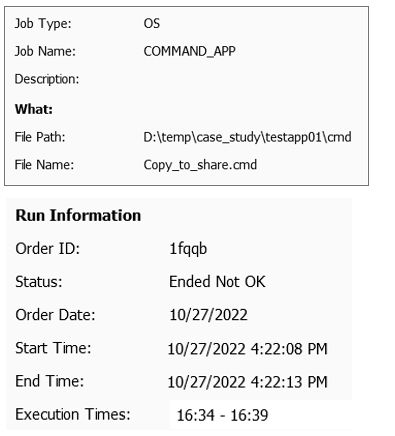 Job Type: OS
Job Name: COMMAND_APP
Description:
What:
File Path: D:\temp\case_study\testapp01\cmd
File Name: Copy_to_share.cmd
Run Information
Order ID: 1fqqb
Status: Ended Not OK
Order Date: 10/27/2022
Start Time: 10/27/2022 4:22:08 PM
End Time: 10/27/2022 4:22:13 PM
Execution Times: 16:34 - 16:39